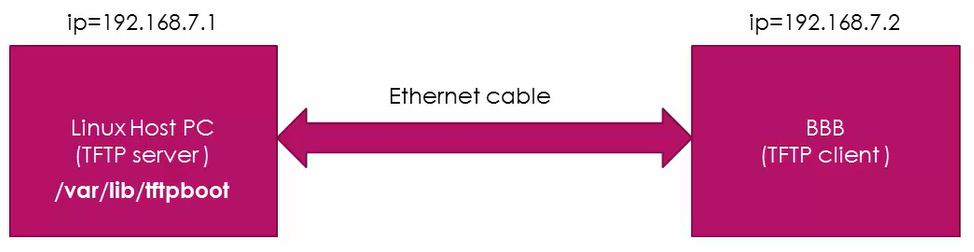 ip=192.168.7.1
ip=192.168.7.2
Ethernet cable
Linux Host PC
(TFTP server)
/var/lib/tftpboot
BBB
(TFTP client)